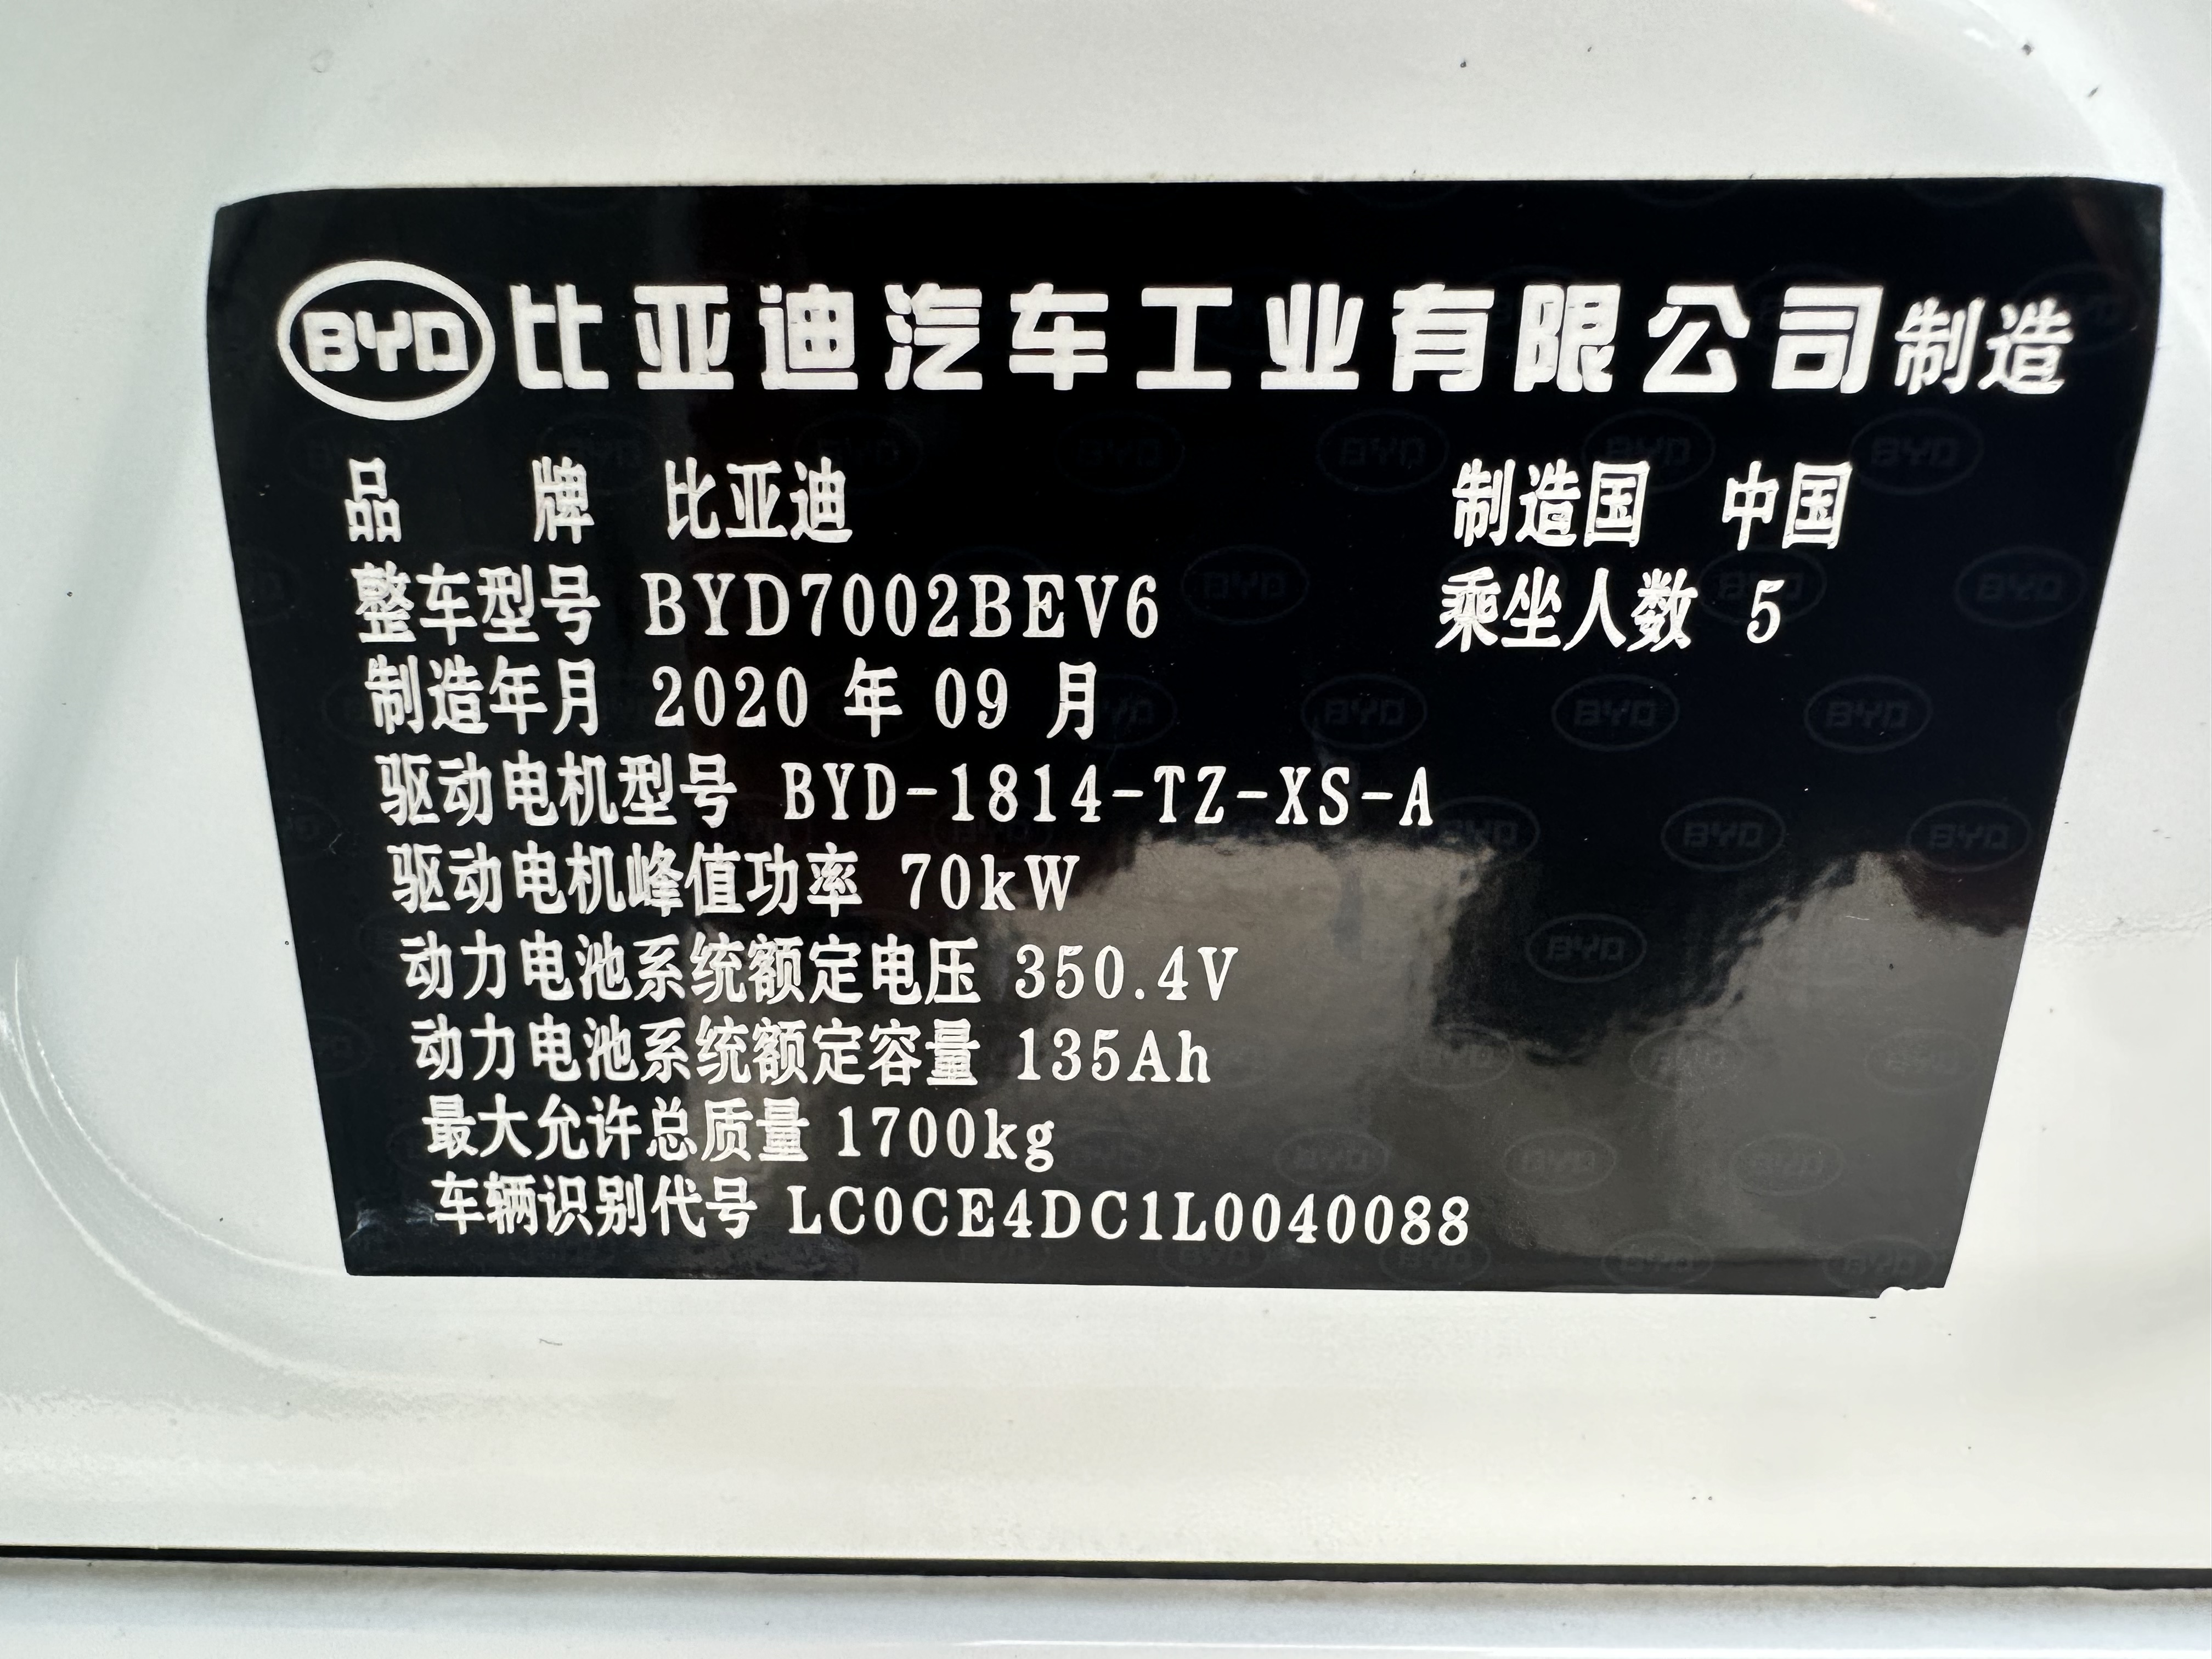 BYD 比亚迪汽车工业有限公司制造
品牌 比亚迪 制造国 中国
整车型号 BYD7002BEV6 乘坐人数 5
制造年月 2020 年 09 月
驱动电机型号 BYD-1814-TZ-XS-A
驱动电机峰值功率 70kW
动力电池系统额定电压 350.4V
动力电池系统额定容量 135Ah
最大允许总质量 1700kg
车辆识别代号 LC0CE4DC1L0040088